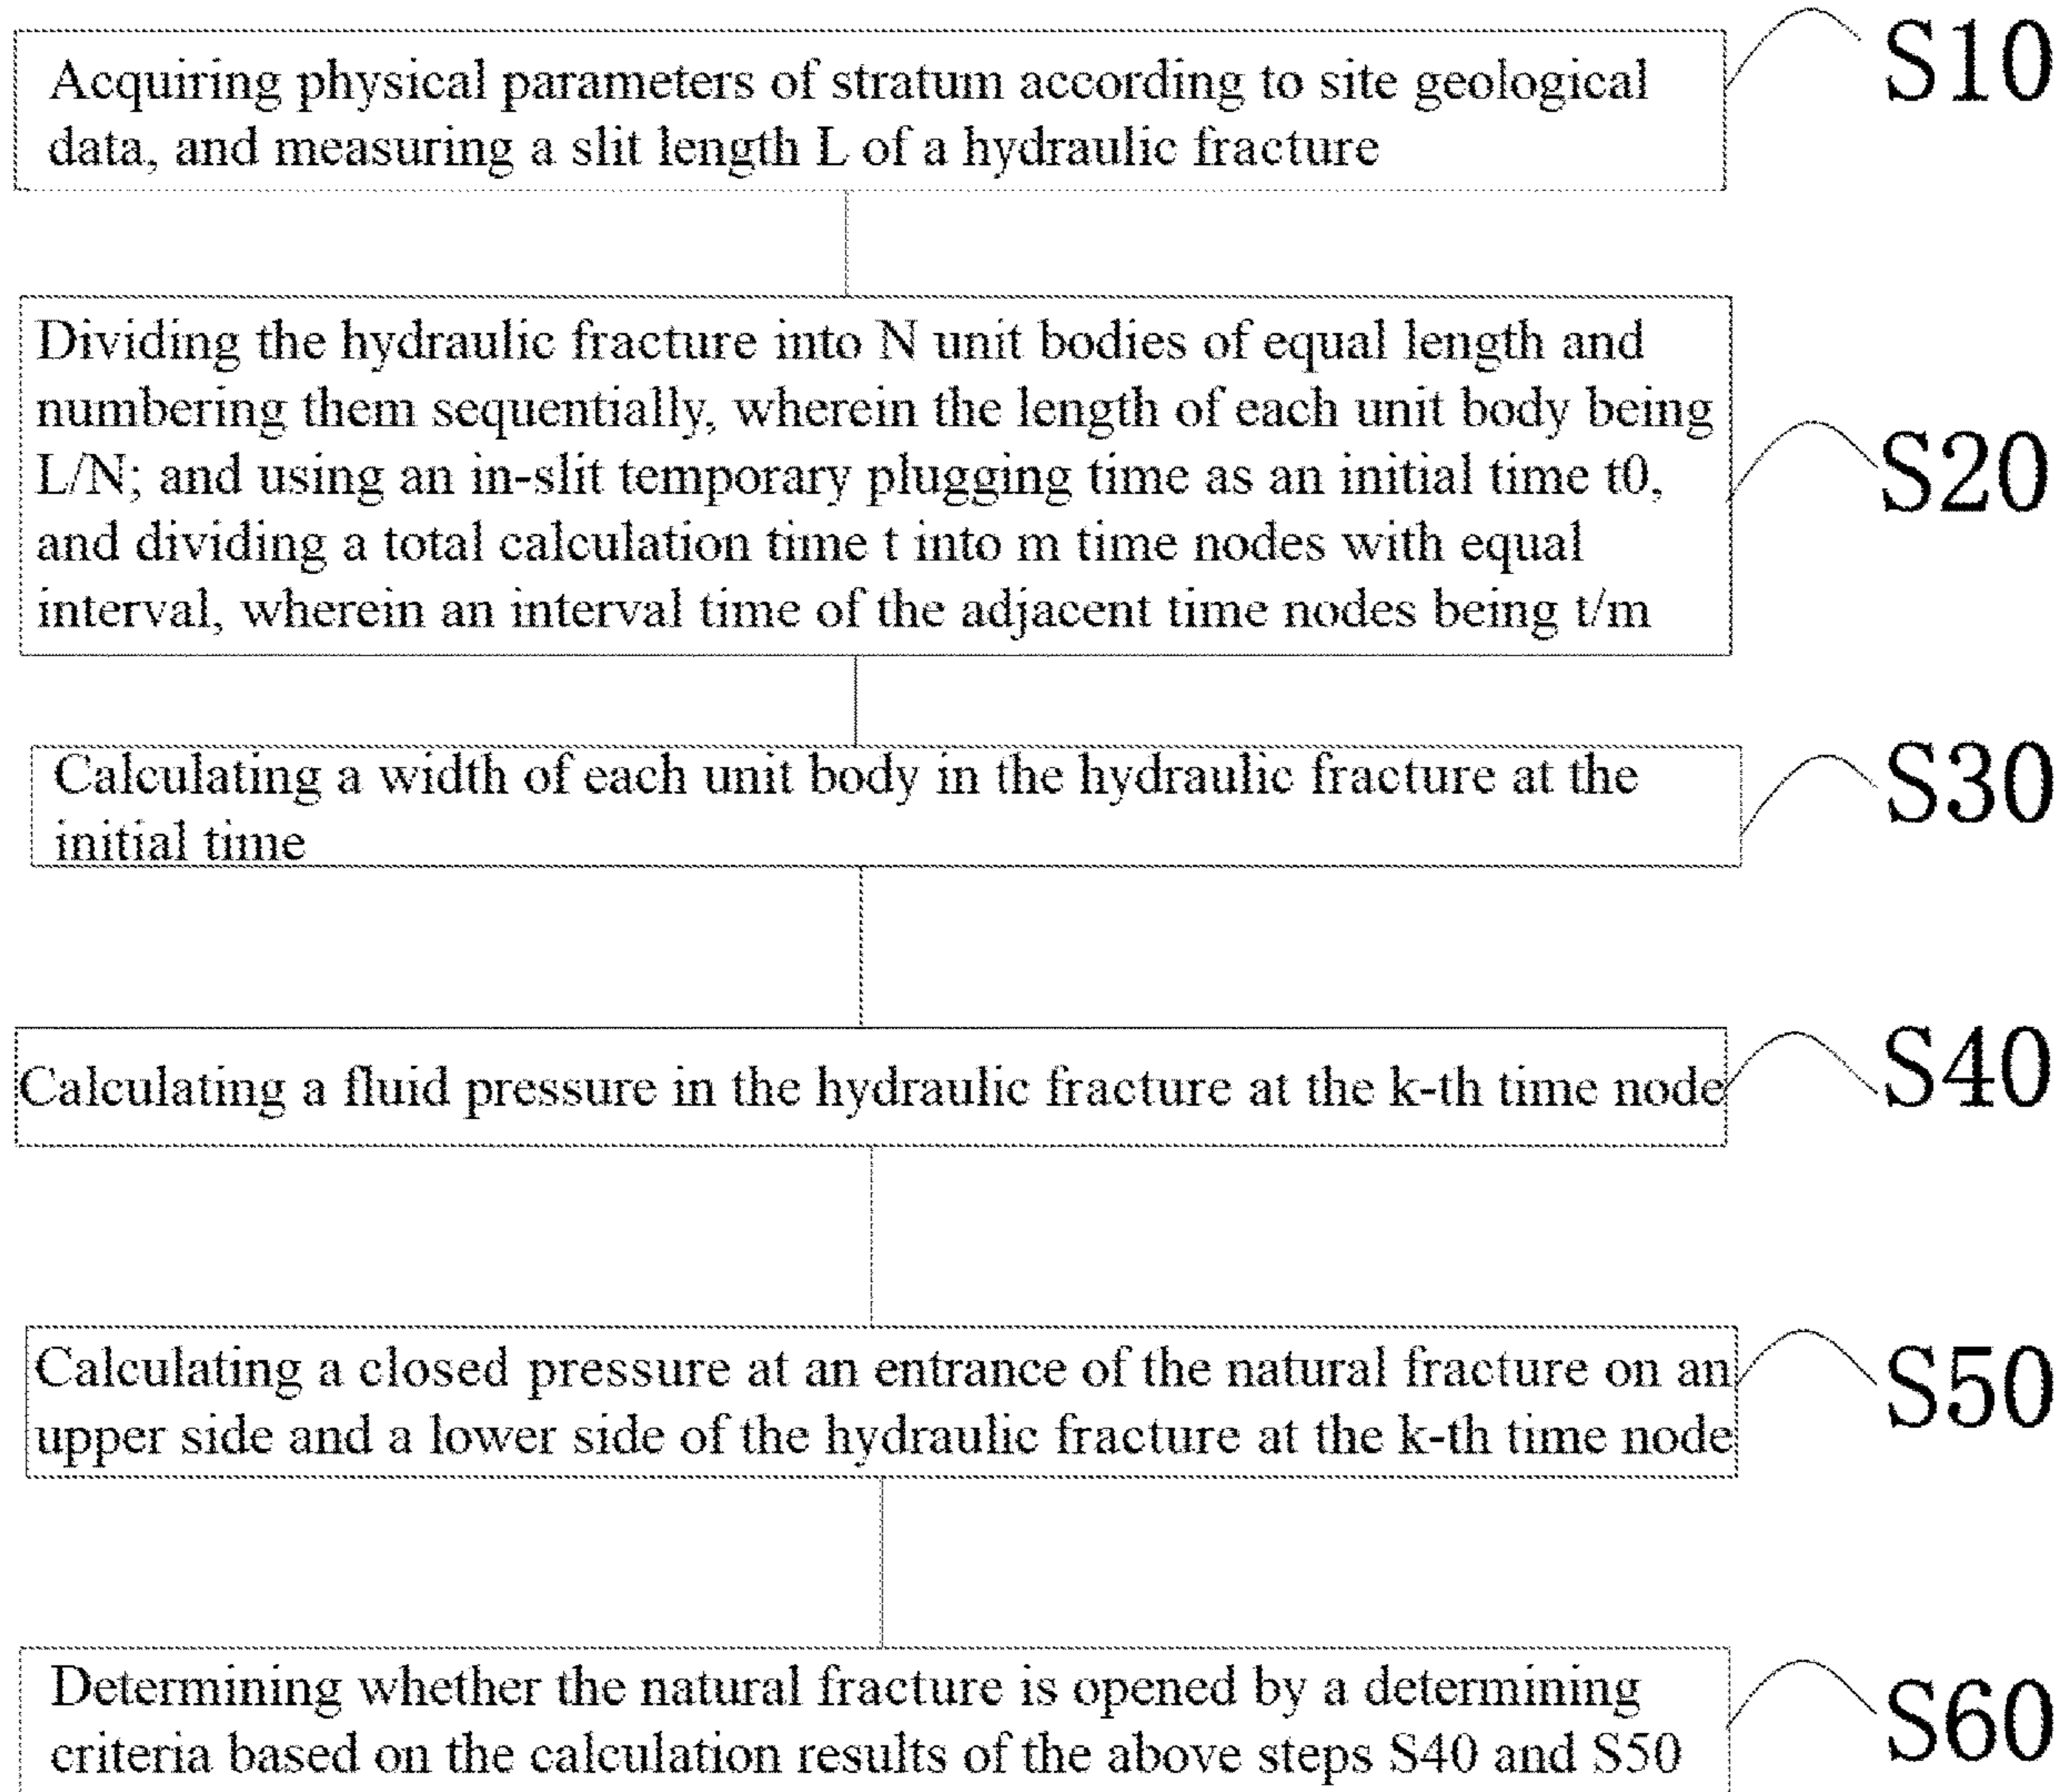 Acquiring physical parameters of stratum according to site geological
data, and measuring a slit length L of a hydraulic fracture
S10
Dividing the hydraulic fracture into N unit bodies of equal length and
numbering them sequentially, wherein the length of each unit body being
L/N; and using an in-slit temporary plugging time as an initial time t0,
and dividing a total calculation time t into m time nodes with equal
interval, wherein an interval time of the adjacent time nodes being t/m
S20
Calculating a width of each unit body in the hydraulic fracture at the
initial time
S30
Calculating a fluid pressure in the hydraulic fracture at the k-th time node
S40
Calculating a closed pressure at an entrance of the natural fracture on an
upper side and a lower side of the hydraulic fracture at the k-th time node
S50
Determining whether the natural fracture is opened by a determining
criteria based on the calculation results of the above steps S40 and S50
S60